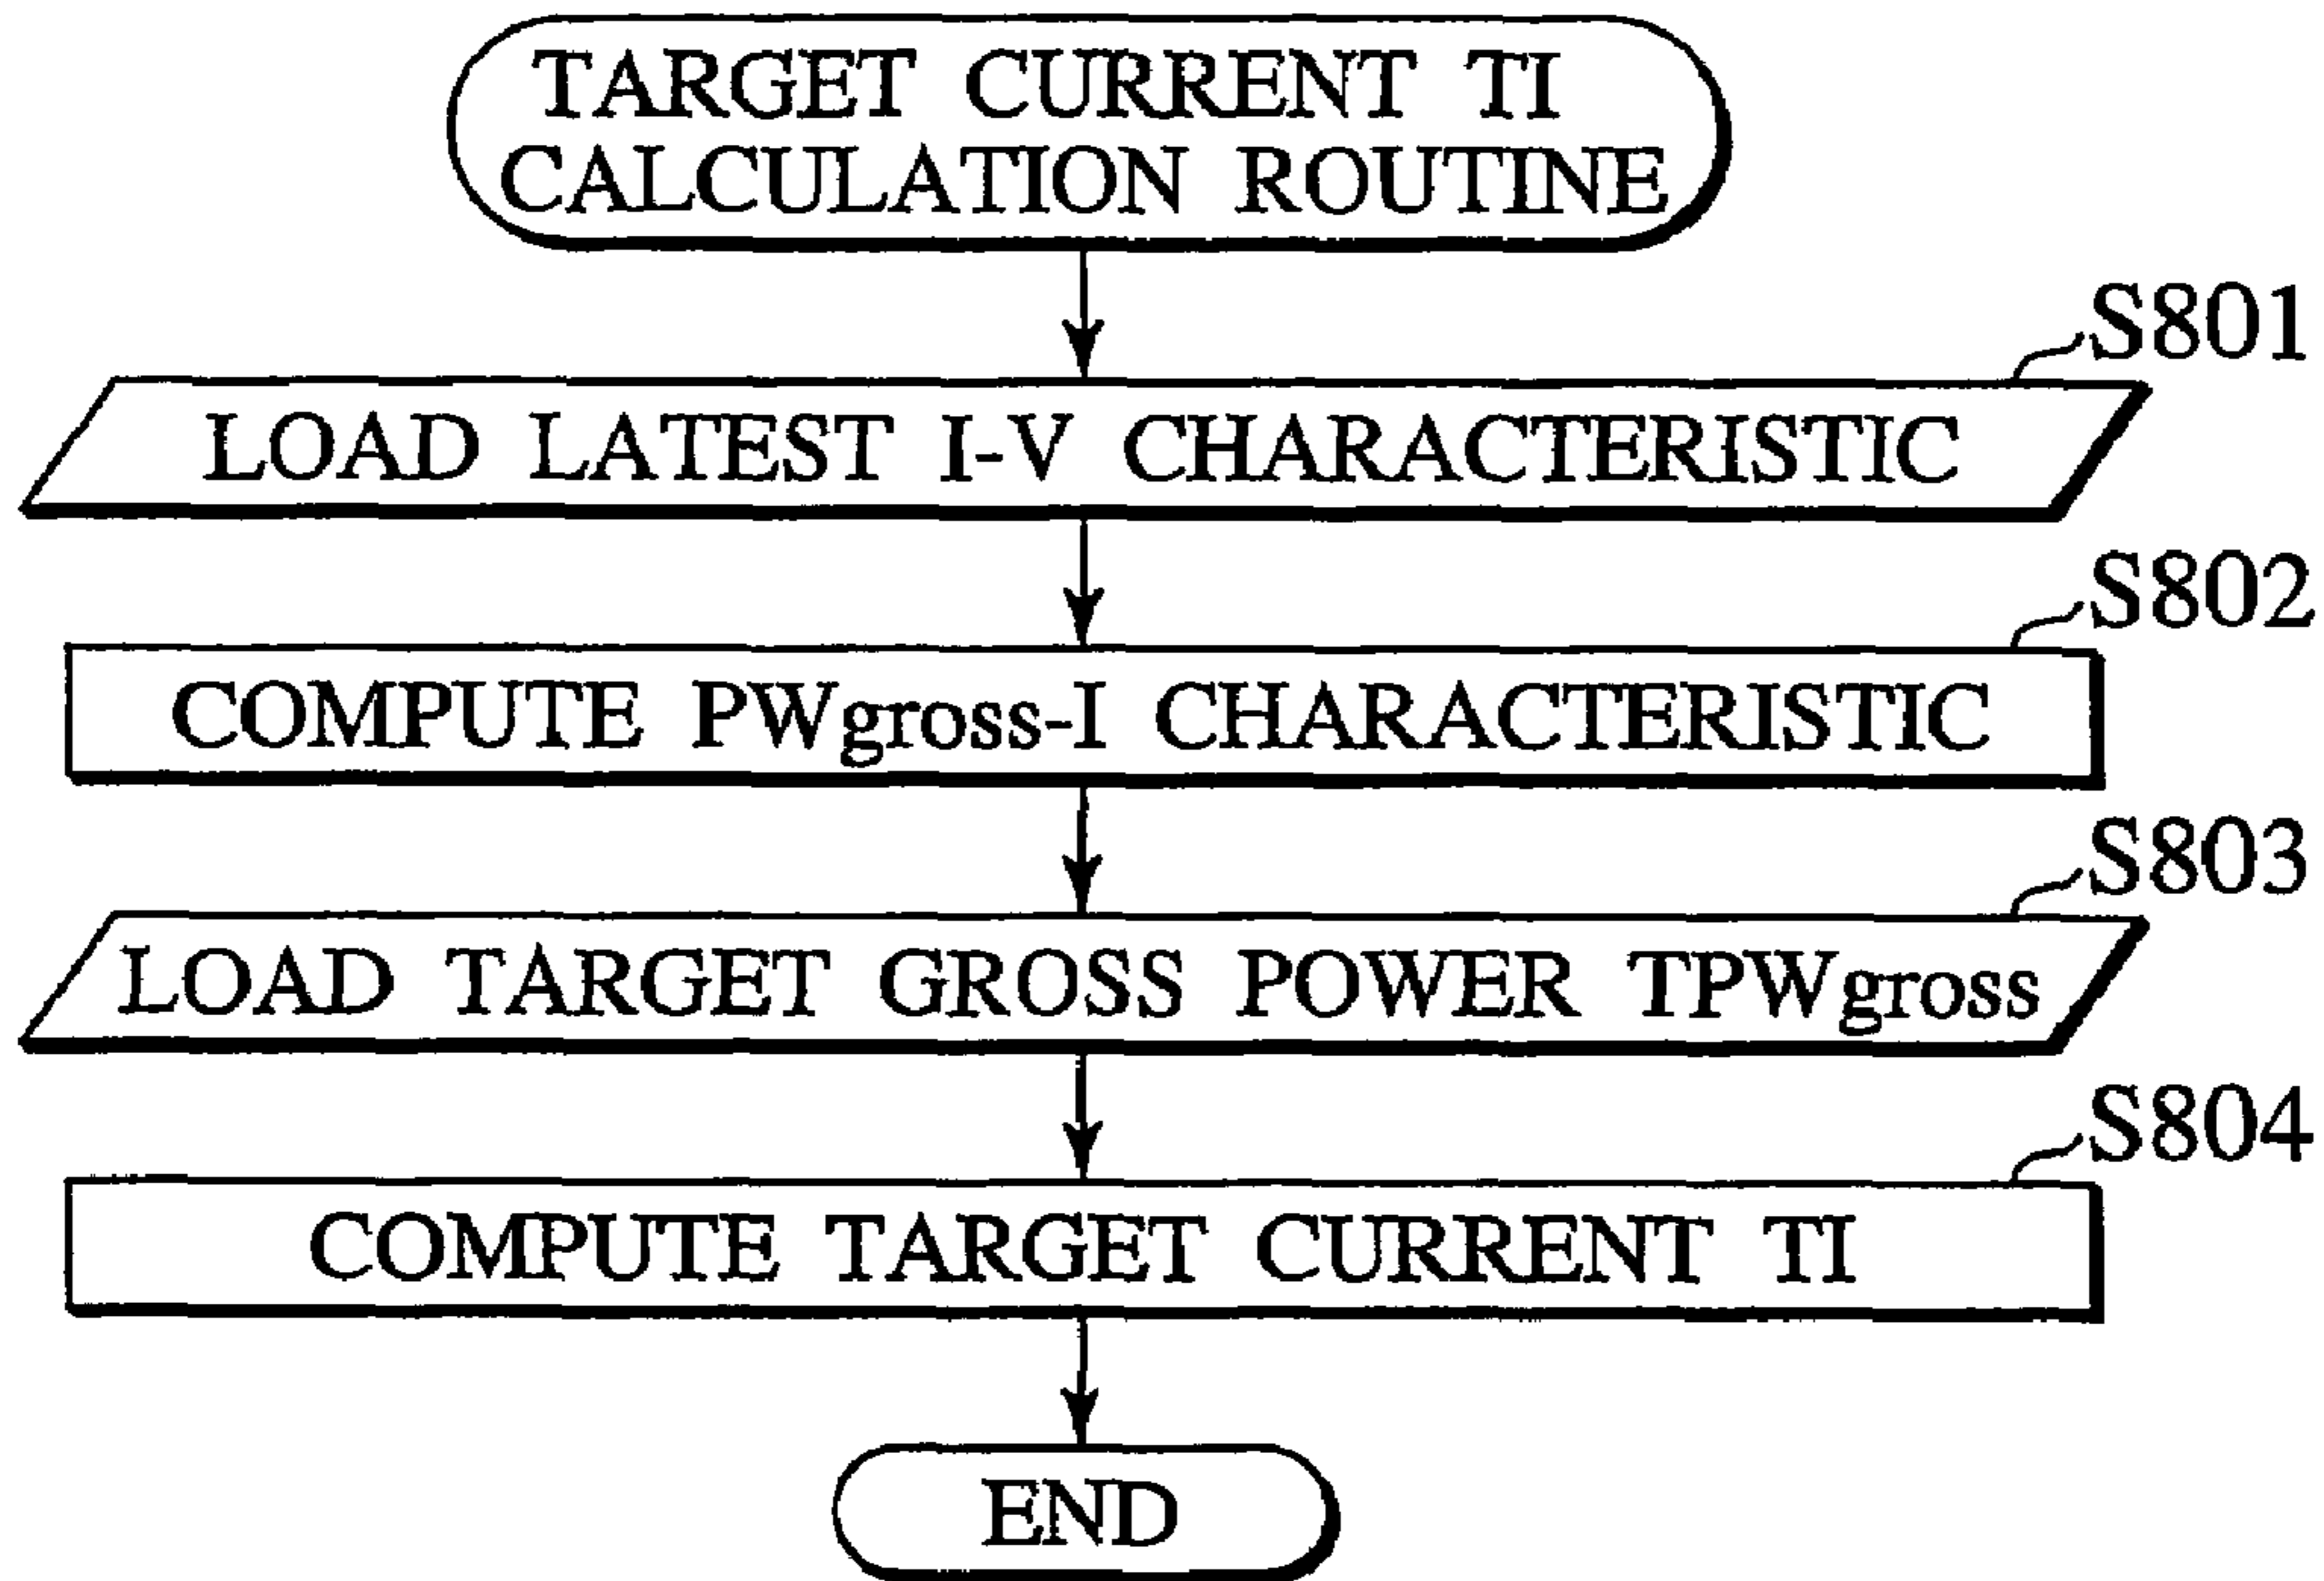 TARGET CURRENT TI
CALCULATION ROUTINE
S801
LOAD LATEST I-V CHARACTERISTIC
S802
COMPUTE PWgross-I CHARACTERISTIC
S803
LOAD TARGET GROSS POWER TPWgross
S804
COMPUTE TARGET CURRENT TI
END